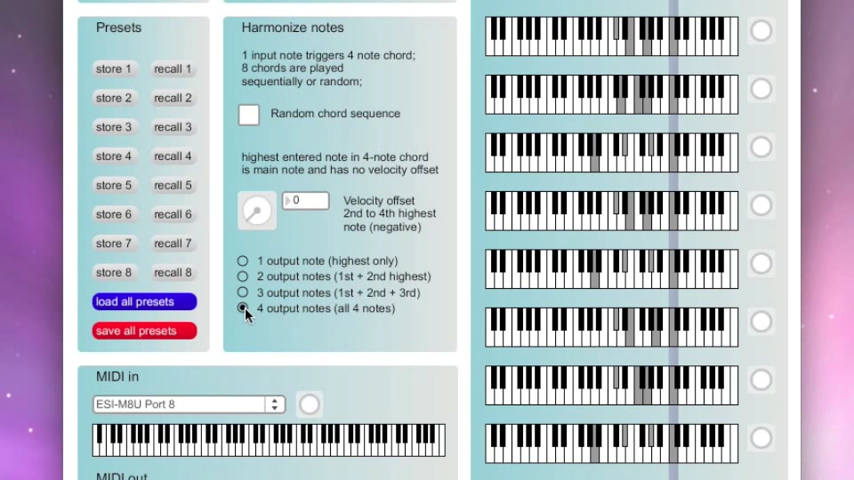 Presets
store 1 recall 1
store 2 recall 2
store 3 recall 3
store 4 recall 4
store 5 recall 5
store 6 recall 6
store 7 recall 7
store 8 recall 8
load all presets
save all presets
Harmonize notes
1 input note triggers 4 note chord;
8 chords are played
sequentially or random;
Random chord sequence
highest entered note in 4-note chord
is main note and has no velocity offset
0
Velocity offset
2nd to 4th highest
note (negative)
1 output note (highest only)
2 output notes (1st + 2nd highest)
3 output notes (1st + 2nd + 3rd)
4 output notes (all 4 notes)
MIDI in
ESI-M8U Port 8
MIDI out